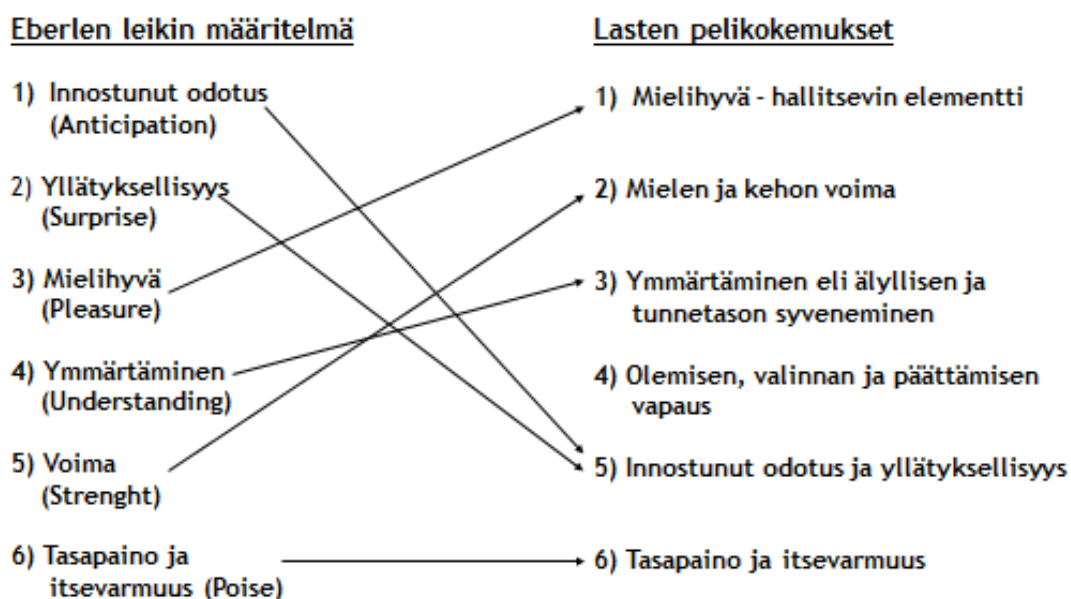 Eberlen leikin määritelmä
1) Innostunut odotus
(Anticipation)
2) Yllätyksellisyys
(Surprise)
3) Mielihyvä
(Pleasure)
4) Ymmärtäminen
(Understanding)
5) Voima
(Strenght)
6) Tasapaino ja
itsevarmuus (Poise)
Lasten pelikokemukset
1) Mielihyvä - hallitsevin elementti
2) Mielen ja kehon voima
3) Ymmärtäminen eli älyllisen ja
tunnetason syveneminen
4) Olemisen, valinnan ja päättämisen
vapaus
5) Innostunut odotus ja yllätyksellisyys
6) Tasapaino ja itsevarmuus